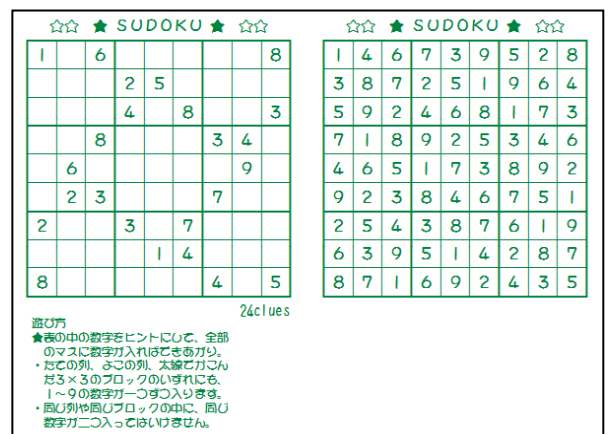 ☆☆ ★ SUDOKU ★ ☆☆
1 6 8
2 5
4 8 3
8 3 4
6 9
2 3 7
2 3 7
1 4
8 4 5
24clues
遊び方
★表の中の数字をヒントにして、全部
のマスに数字が入ればできあがり。
・たての列、よこの列、太線でかこん
だ3×3のブロックのいずれにも、
1~9の数字が一つずつ入ります。
・同じ列や同じブロックの中に、同じ
数字が二つ入ってはいけません。
☆☆ ★ SUDOKU ★ ☆☆
1 4 6 7 3 9 5 2 8
3 8 7 2 5 1 9 6 4
5 9 2 4 6 8 1 7 3
7 1 8 9 2 5 3 4 6
4 6 5 1 7 3 8 9 2
9 2 3 8 4 6 7 5 1
2 5 4 3 8 7 6 1 9
6 3 9 5 1 4 2 8 7
8 7 1 6 9 2 4 3 5